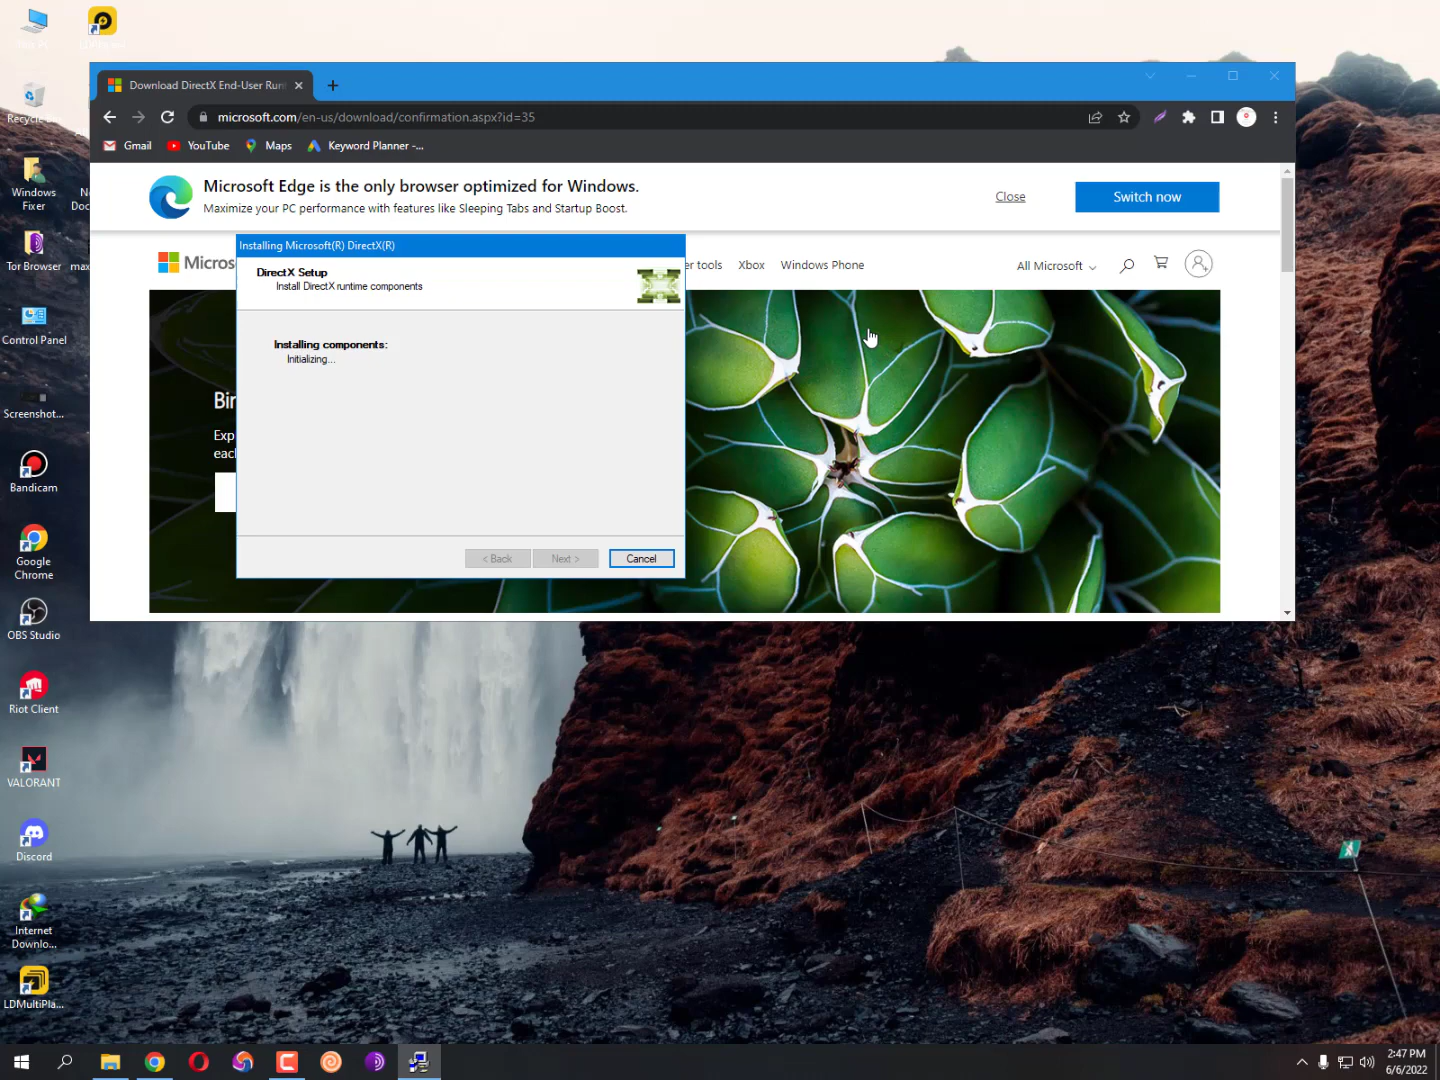 Download DirectX End-User Run
microsoft.com/en-us/download/confirmation.aspx?id=35
Gmail
YouTube
Maps
Keyword Planner -...
Microsoft Edge is the only browser optimized for Windows.
Maximize your PC performance with features like Sleeping Tabs and Startup Boost.
Close
Switch now
Micros
er tools
Xbox
Windows Phone
All Microsoft
Installing Microsoft(R) DirectX(R)
DirectX Setup
Install DirectX runtime components
Installing components:
Initializing...
< Back
Next >
Cancel
Bin
Exp
eac
Recycle
Windows
Fixer
Tor Browser
Control Panel
Screenshot...
Bandicam
Google
Chrome
OBS Studio
Riot Client
VALORANT
Discord
Internet
Downlo...
LDMultiPla...
2:47 PM
6/6/2022